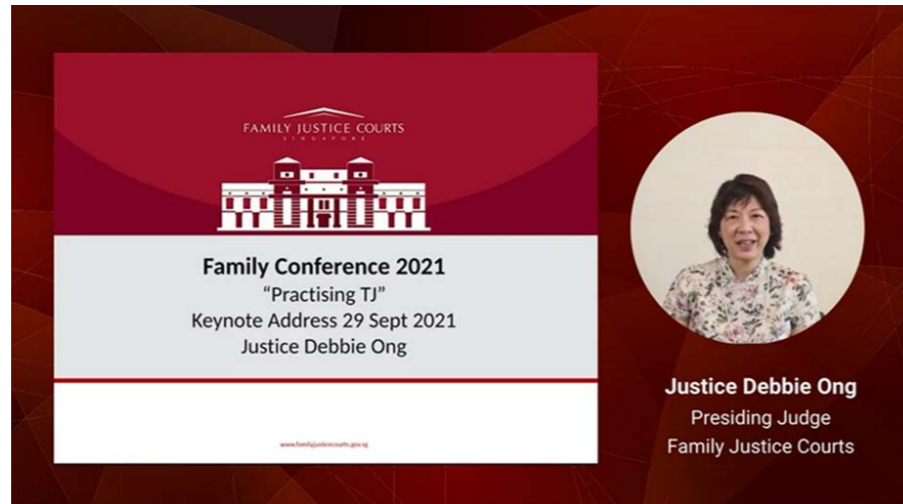 FAMILY JUSTICE COURTS
SINGAPORE
Family Conference 2021
“Practising TJ”
Keynote Address 29 Sept 2021
Justice Debbie Ong
www.familyjusticecourts.gov.sg
Justice Debbie Ong
Presiding Judge
Family Justice Courts